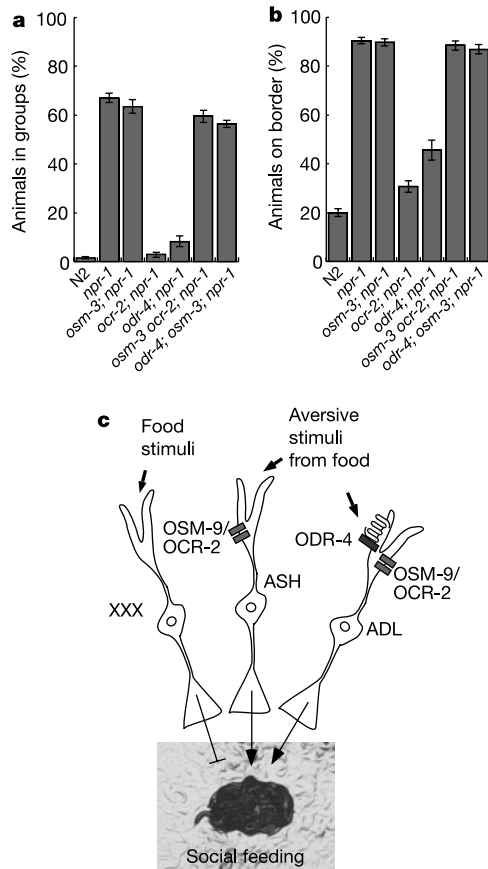 a
Animals in groups (%)
100
80
60
40
20
0
N2
npr-1
osm-3; npr-1
ocr-2; npr-1
odr-4; npr-1
osm-3 ocr-2; npr-1
odr-4; osm-3; npr-1
b
Animals on border (%)
100
80
60
40
20
0
N2
npr-1
osm-3; npr-1
ocr-2; npr-1
odr-4; npr-1
osm-3 ocr-2; npr-1
odr-4; osm-3; npr-1
c
Food
stimuli
Aversive
stimuli
from food
OSM-9/
OCR-2
ODR-4
OSM-9/
OCR-2
XXX
ASH
ADL
Social feeding